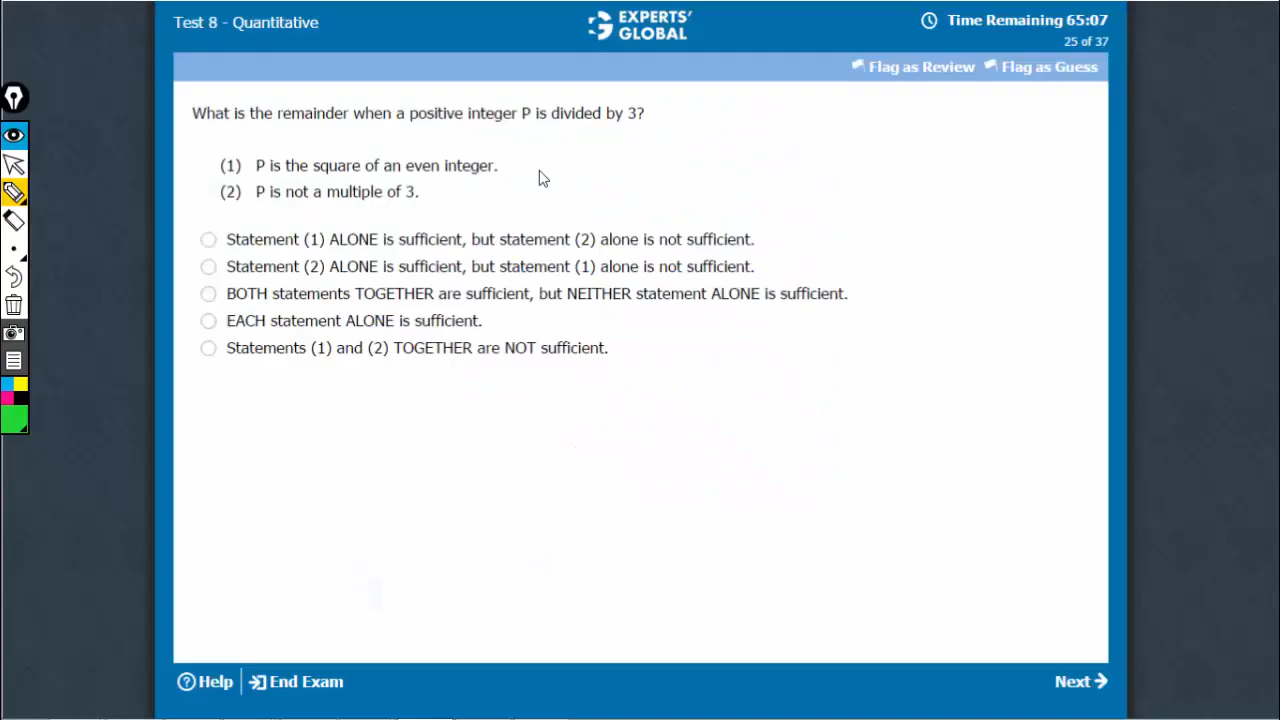 Test 8 - Quantitative
EXPERTS'
GLOBAL
Time Remaining 65:07
25 of 37
Flag as Review Flag as Guess
What is the remainder when a positive integer P is divided by 3?
(1) P is the square of an even integer.
(2) P is not a multiple of 3.
Statement (1) ALONE is sufficient, but statement (2) alone is not sufficient.
Statement (2) ALONE is sufficient, but statement (1) alone is not sufficient.
BOTH statements TOGETHER are sufficient, but NEITHER statement ALONE is sufficient.
EACH statement ALONE is sufficient.
Statements (1) and (2) TOGETHER are NOT sufficient.
Help End Exam Next